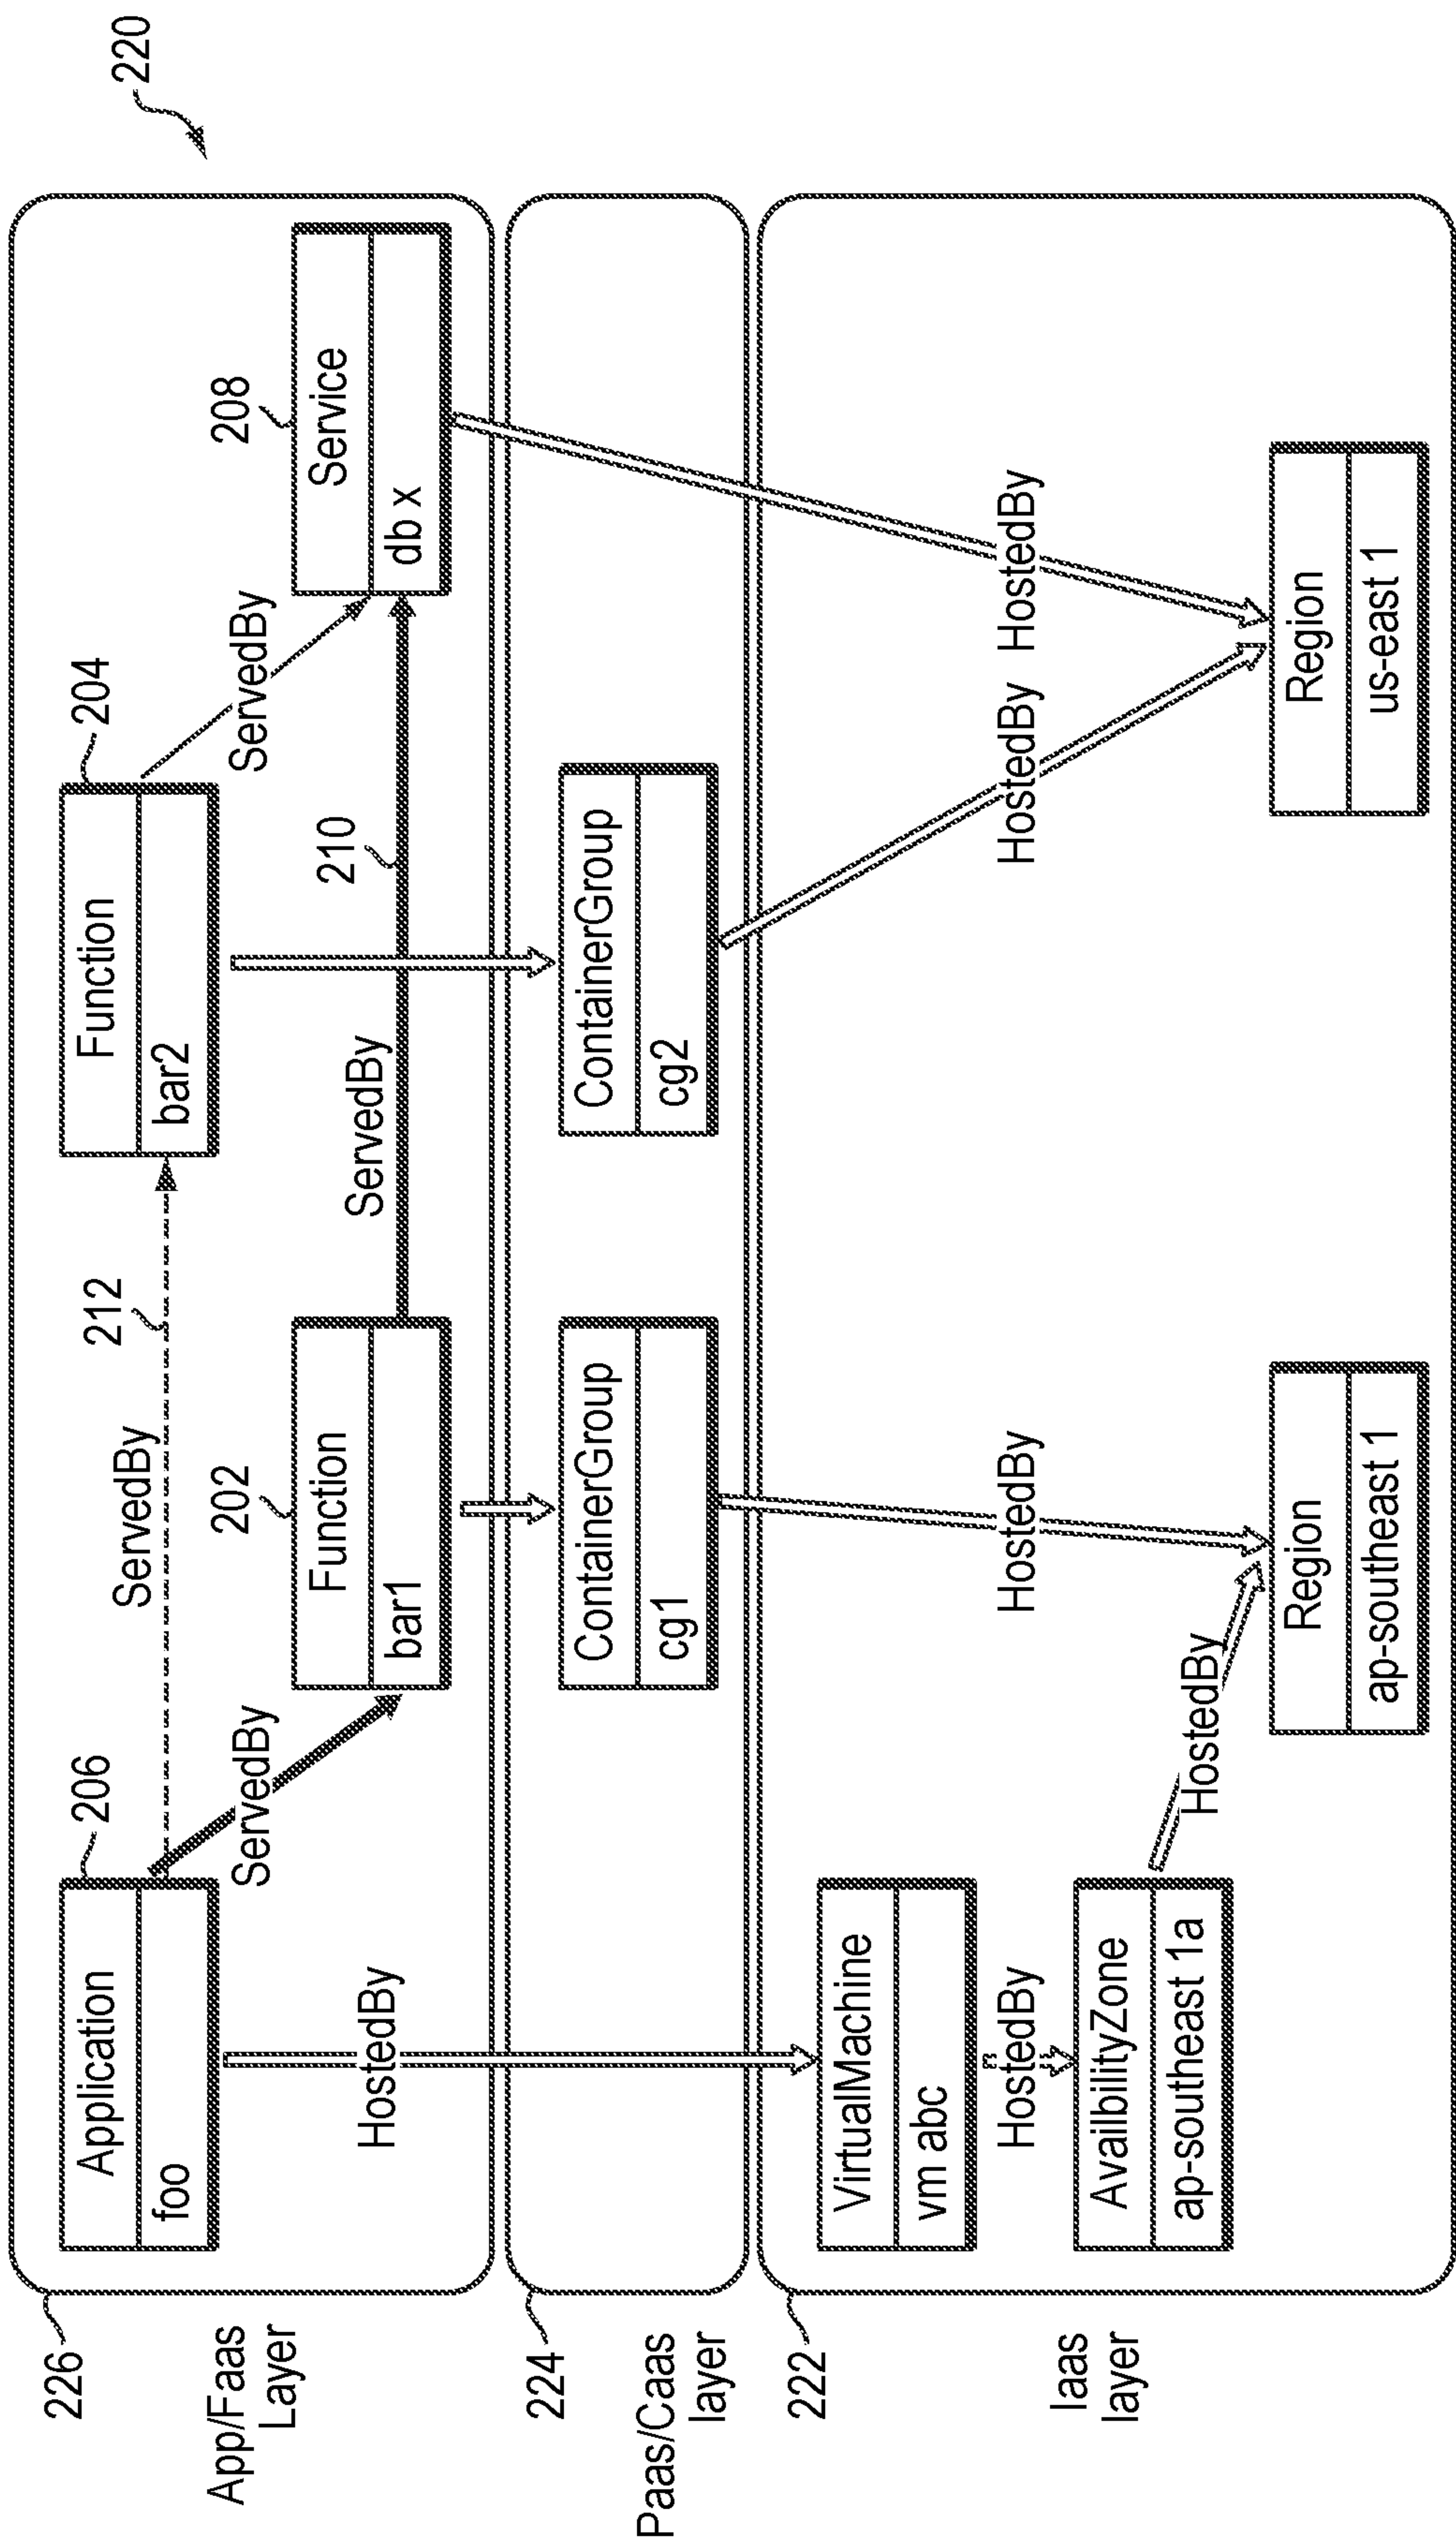 220
226
App/Faas
Layer
Application
foo
206
ServedBy
212
Function
bar2
204
ServedBy
HostedBy
ServedBy
202
Function
bar1
ServedBy
210
208
Service
db x
224
Paas/Caas
layer
ContainerGroup
cg1
ContainerGroup
cg2
222
Iaas
layer
VirtualMachine
vm abc
HostedBy
AvailbilityZone
ap-southeast 1a
HostedBy
HostedBy
HostedBy
HostedBy
Region
ap-southeast 1
Region
us-east 1